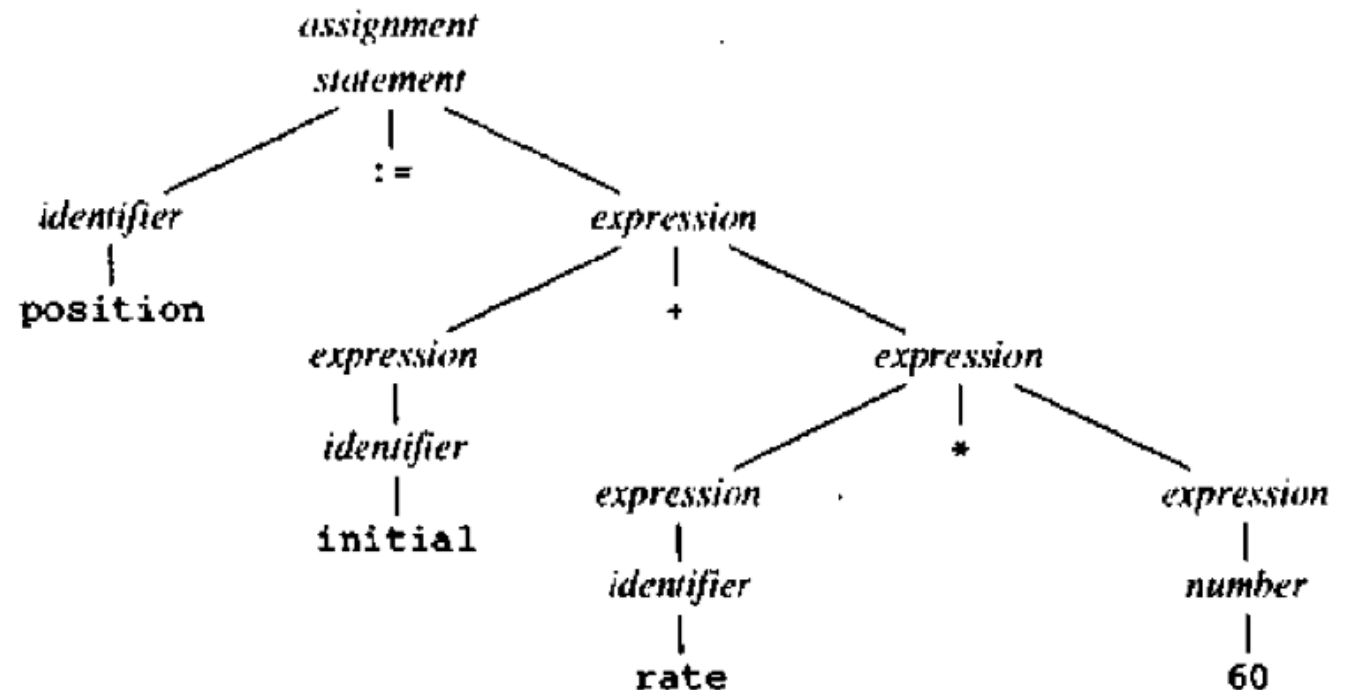 assignment
statement
:=
identifier
expression
position
+
expression
expression
identifier
*
initial
expression
expression
identifier
number
rate
60